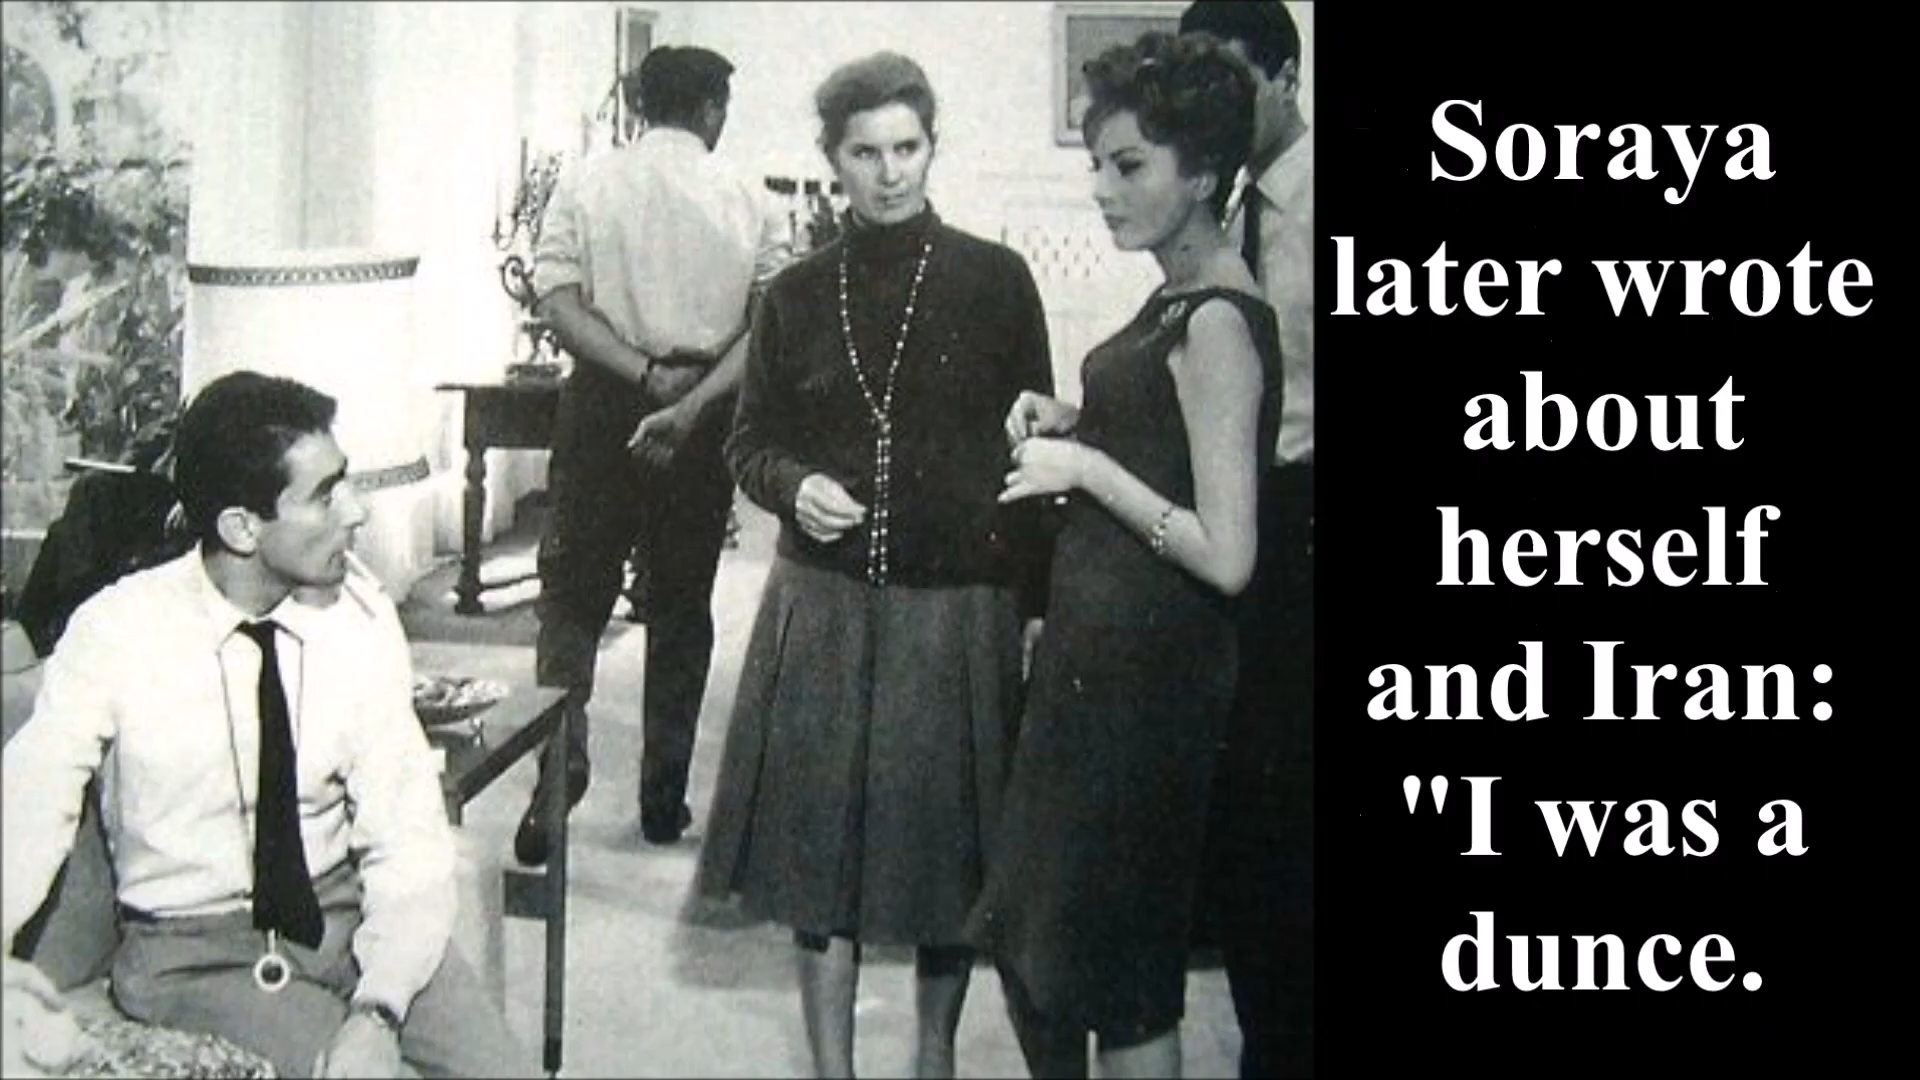 Soraya
later wrote
about
herself
and Iran:
"I was a
dunce.